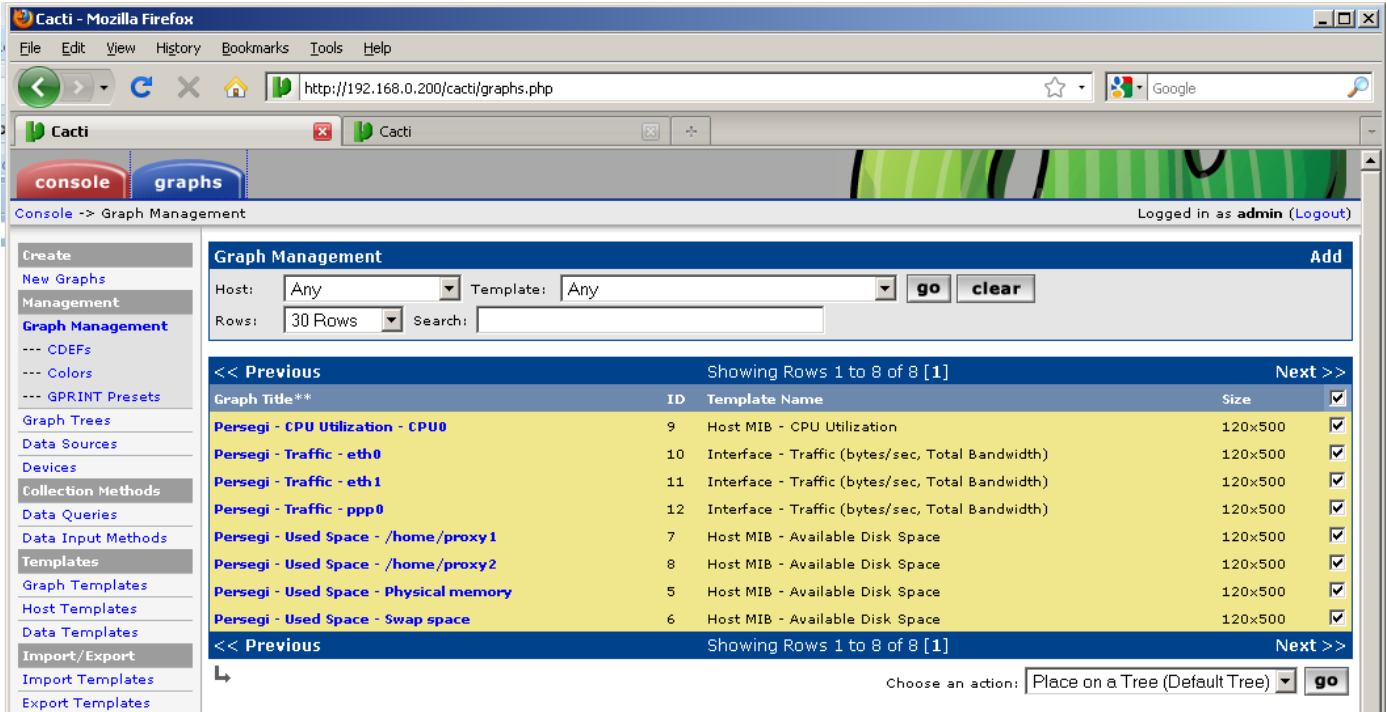 Cacti - Mozilla Firefox
File Edit View History Bookmarks Tools Help
http://192.168.0.200/cacti/graphs.php
Google
Cacti
Cacti
console
graphs
Console -> Graph Management
Logged in as admin (Logout)
Create
New Graphs
Management
Graph Management
--- CDEFs
--- Colors
--- GPRINT Presets
Graph Trees
Data Sources
Devices
Collection Methods
Data Queries
Data Input Methods
Templates
Graph Templates
Host Templates
Data Templates
Import/Export
Import Templates
Export Templates
Graph Management Add
Host: Any Template: Any go clear
Rows: 30 Rows Search:
<< Previous Showing Rows 1 to 8 of 8 [1] Next >>
Graph Title** ID Template Name Size
Persegi - CPU Utilization - CPU0 9 Host MIB - CPU Utilization 120x500
Persegi - Traffic - eth0 10 Interface - Traffic (bytes/sec, Total Bandwidth) 120x500
Persegi - Traffic - eth1 11 Interface - Traffic (bytes/sec, Total Bandwidth) 120x500
Persegi - Traffic - ppp0 12 Interface - Traffic (bytes/sec, Total Bandwidth) 120x500
Persegi - Used Space - /home/proxy1 7 Host MIB - Available Disk Space 120x500
Persegi - Used Space - /home/proxy2 8 Host MIB - Available Disk Space 120x500
Persegi - Used Space - Physical memory 5 Host MIB - Available Disk Space 120x500
Persegi - Used Space - Swap space 6 Host MIB - Available Disk Space 120x500
<< Previous Showing Rows 1 to 8 of 8 [1] Next >>
Choose an action: Place on a Tree (Default Tree) go